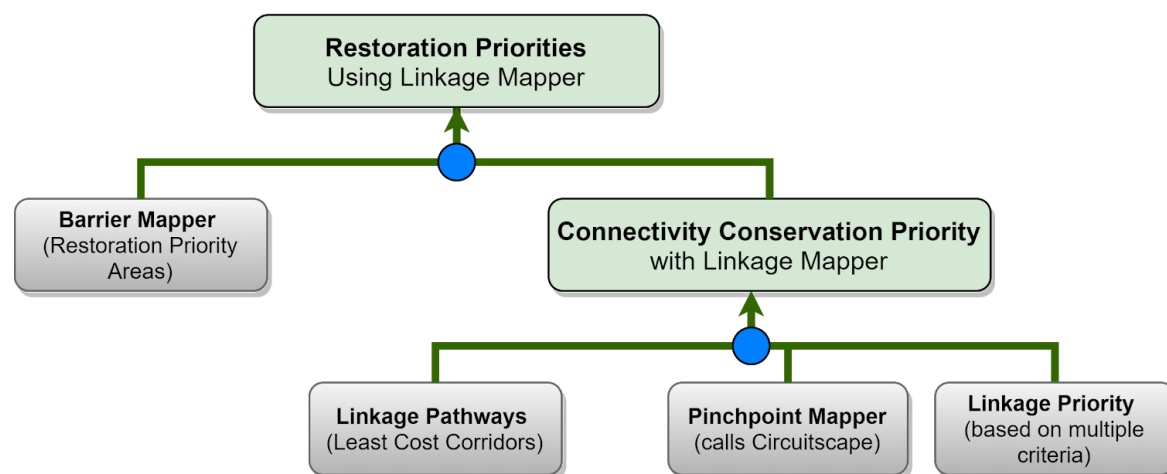 Restoration Priorities
Using Linkage Mapper
Barrier Mapper
(Restoration Priority
Areas)
Connectivity Conservation Priority
with Linkage Mapper
Linkage Pathways
(Least Cost Corridors)
Pinchpoint Mapper
(calls Circuitscape)
Linkage Priority
(based on multiple
criteria)